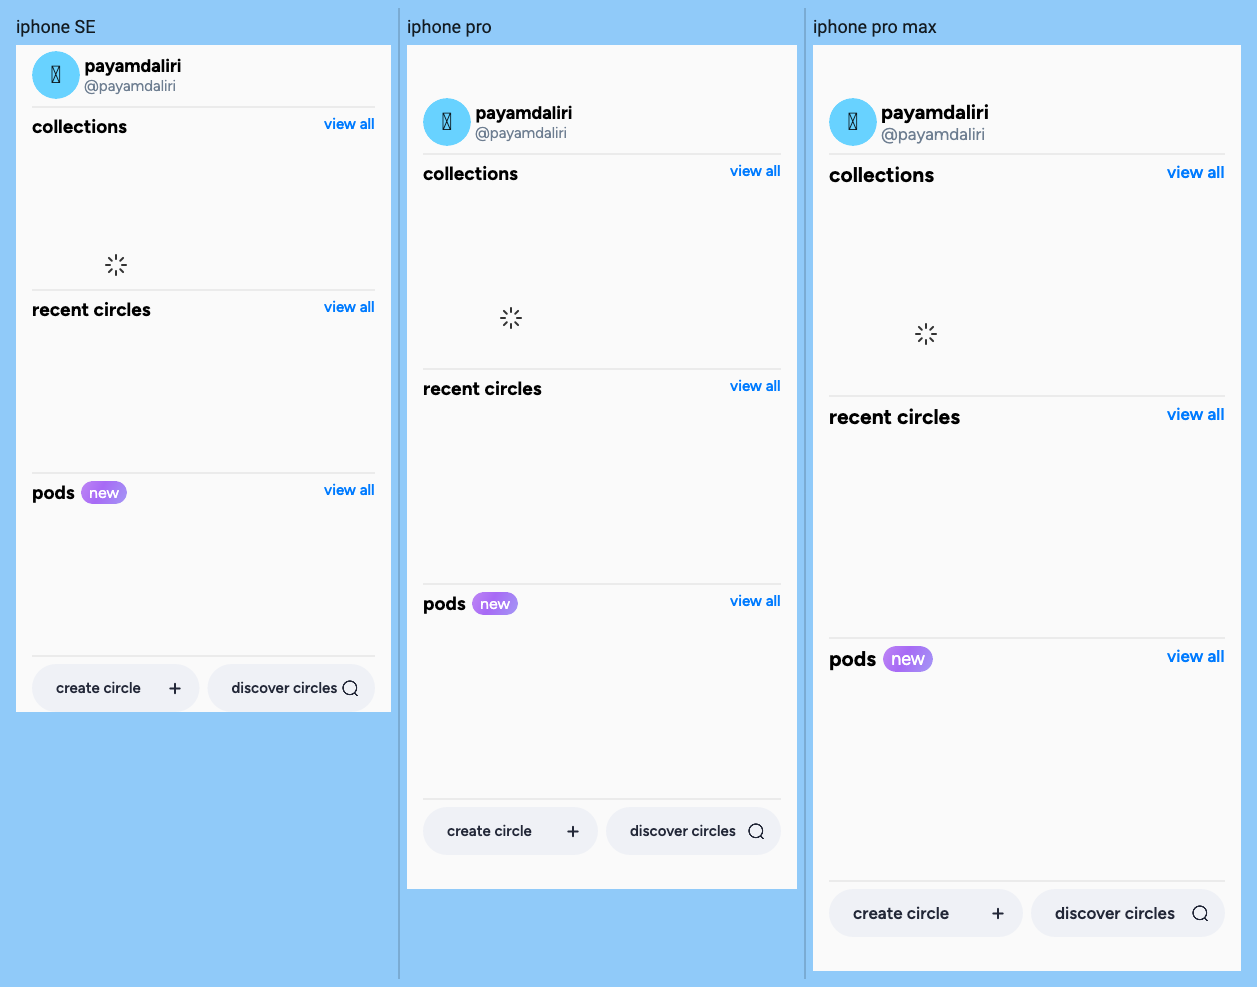 iphone SE
payamdaliri
@payamdaliri
collections
view all
recent circles
view all
pods new
view all
create circle +
discover circles
iphone pro
payamdaliri
@payamdaliri
collections
view all
recent circles
view all
pods new
view all
create circle +
discover circles
iphone pro max
payamdaliri
@payamdaliri
collections
view all
recent circles
view all
pods new
view all
create circle +
discover circles